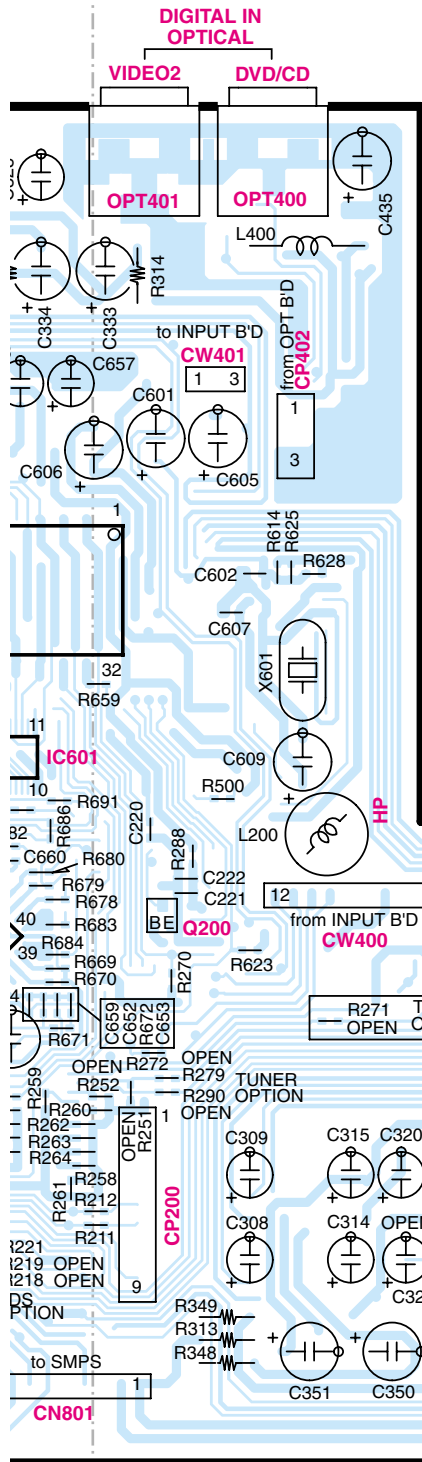 DIGITAL IN
OPTICAL
VIDEO2 DVD/CD
OPT401 OPT400
C435
L400
C334
C333
R314
to INPUT B'D
CW401
1 3
from OPT B'D
CP402
1
3
C657
C601
C606
C605
1
R614
R625
C602
R628
C607
X601
32
R659
11
IC601
C609
10
R691
R500
HP
R686
C220
L200
R288
C660
R680
R679
C222
R678
C221
12
from INPUT B'D
CW400
40
R683
BE
Q200
39
R684
R669
R670
R270
R623
C659
C652
R672
C653
R271
OPEN
R671
OPEN
R272
OPEN
R279
TUNER
OPTION
R290
OPEN
R259
R252
R260
R262
R263
R264
OPEN
R251
1
C309
C315
C320
R258
R261
R212
R211
CP200
9
C308
C314
OPEN
R221
R219 OPEN
R218 OPEN
R349
R313
R348
to SMPS
1
CN801
C351
C350